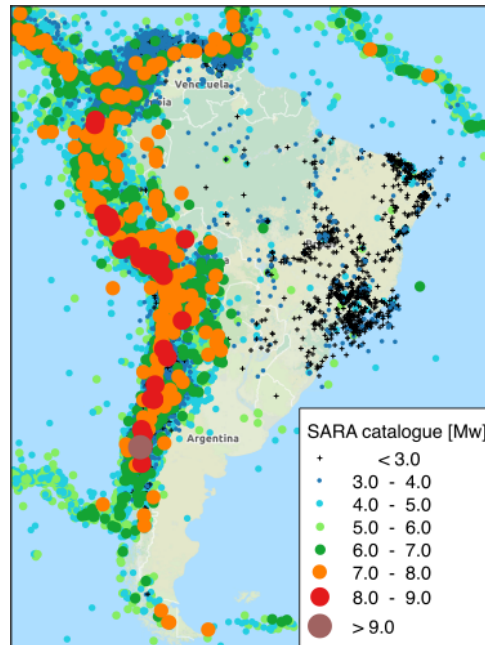 Venezuela
Argentina
SARA catalogue [Mw]
< 3.0
3.0 - 4.0
4.0 - 5.0
5.0 - 6.0
6.0 - 7.0
7.0 - 8.0
8.0 - 9.0
> 9.0